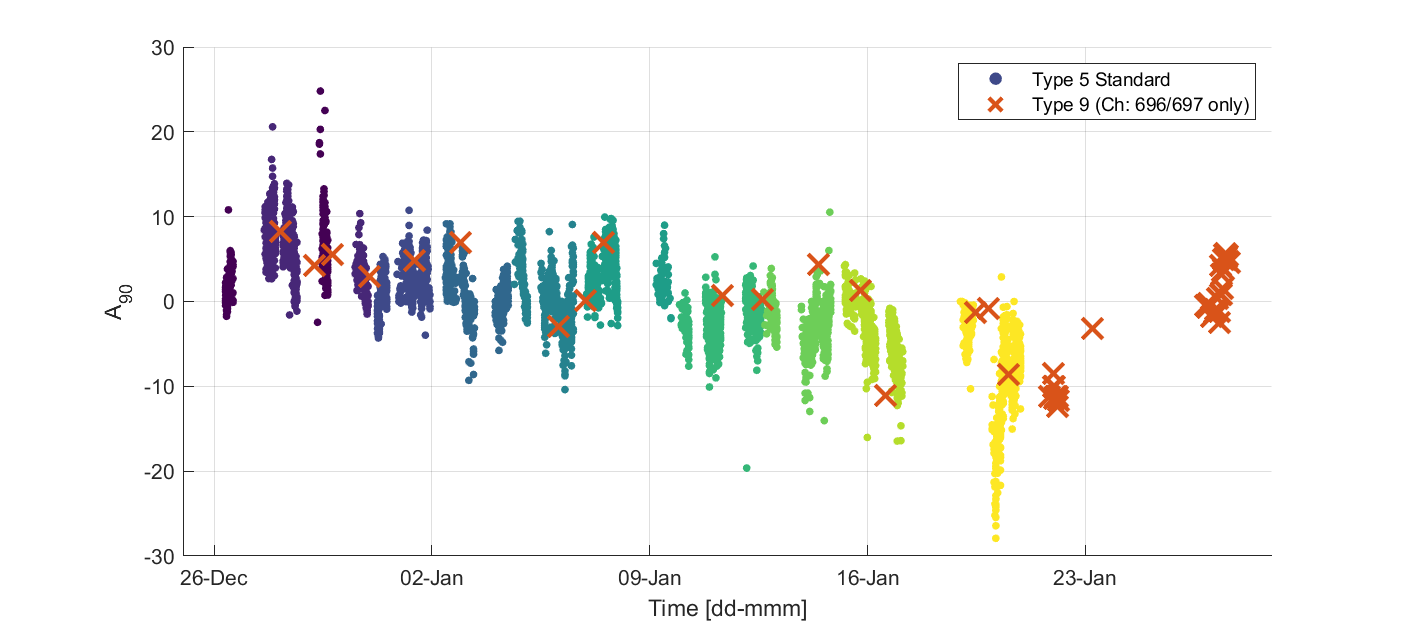 30
20
10
0
-10
-20
-30
A90
Type 5 Standard
Type 9 (Ch: 696/697 only)
26-Dec
02-Jan
09-Jan
16-Jan
23-Jan
Time [dd-mmm]